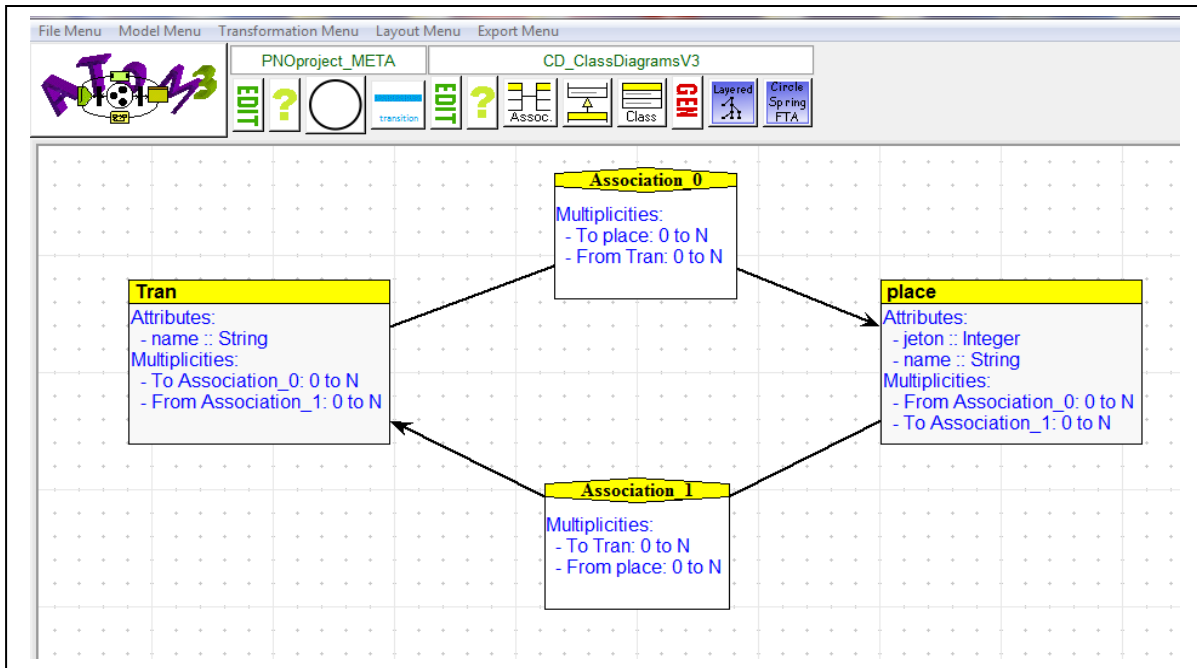 File Menu Model Menu Transformation Menu Layout Menu Export Menu
PNOproject_META CD_ClassDiagramsV3
AToM3
EDIT ? transition EDIT ? Assoc. Class GEN Layered Circle
Spring
FTA
Association_0
Multiplicities:
- To place: 0 to N
- From Tran: 0 to N
Tran
Attributes:
- name :: String
Multiplicities:
- To Association_0: 0 to N
- From Association_1: 0 to N
place
Attributes:
- jeton :: Integer
- name :: String
Multiplicities:
- From Association_0: 0 to N
- To Association_1: 0 to N
Association_1
Multiplicities:
- To Tran: 0 to N
- From place: 0 to N